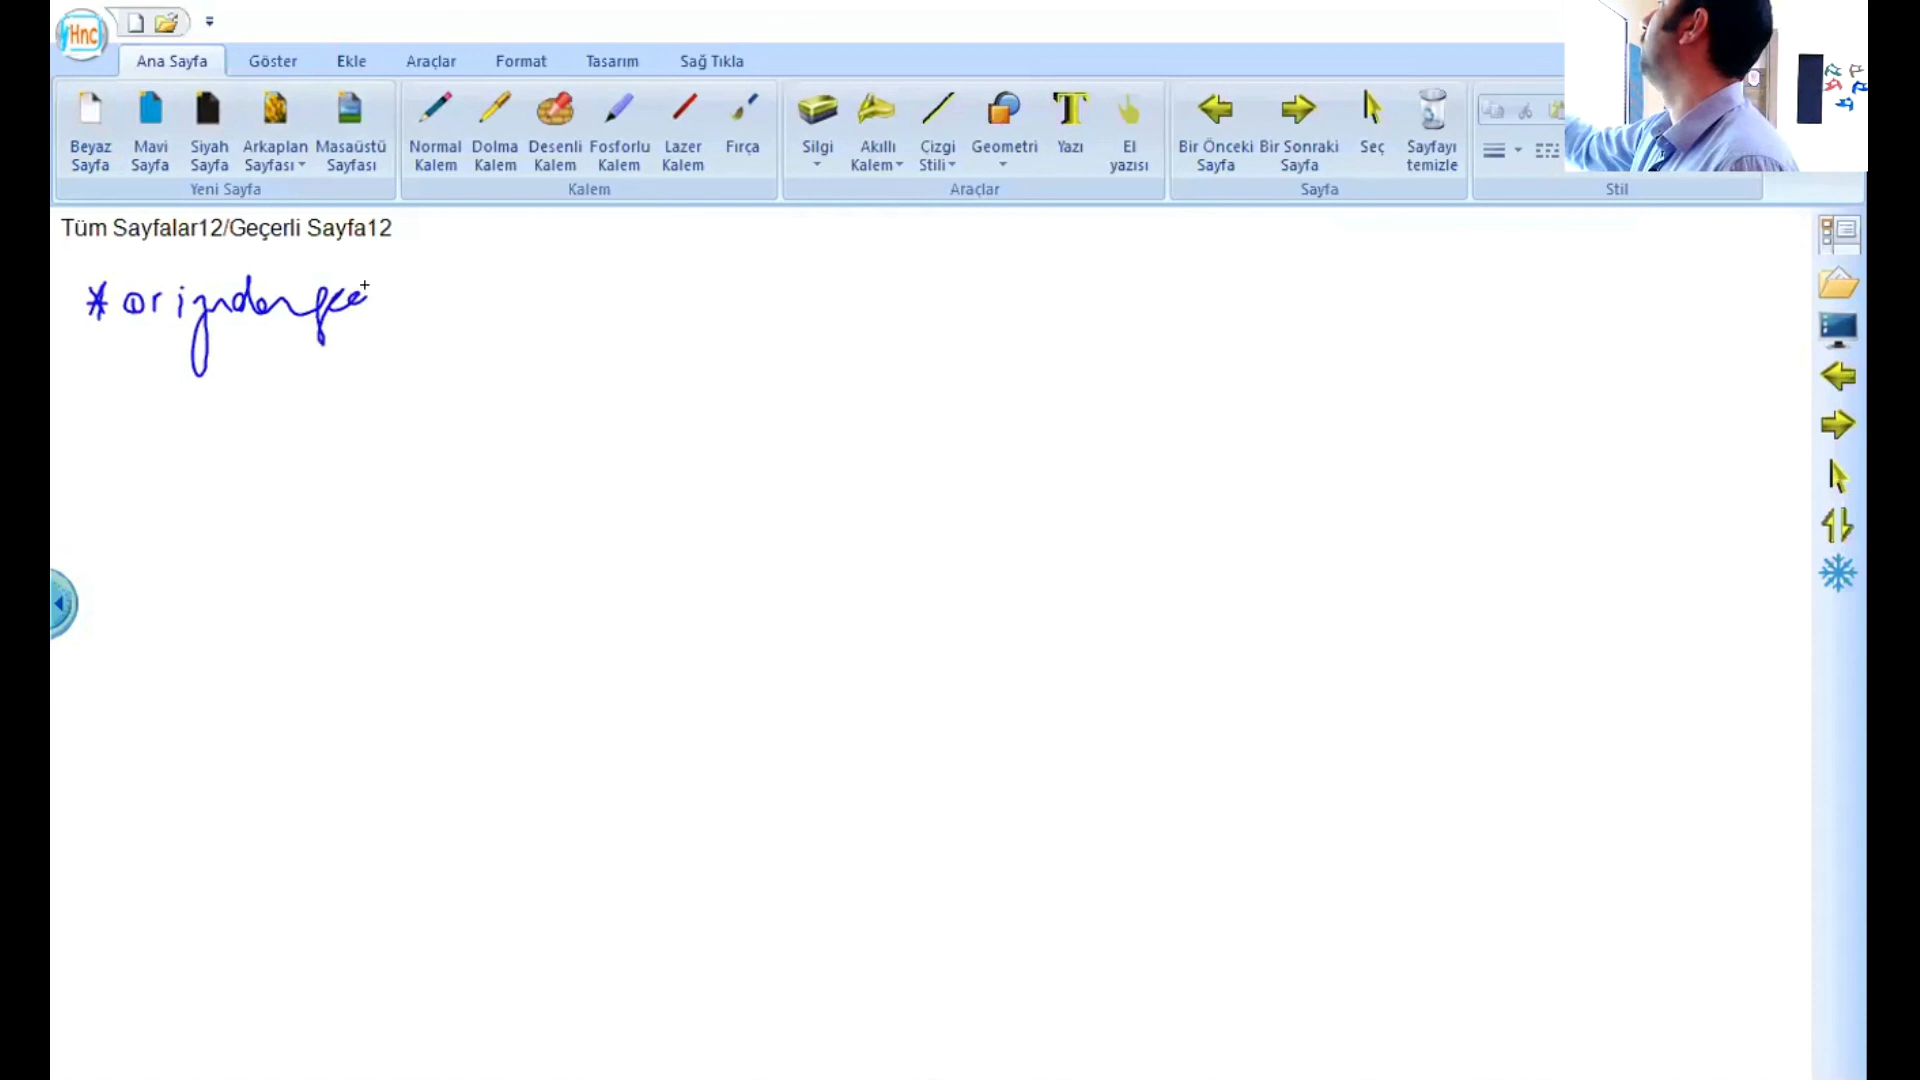 Hnc
Ana Sayfa Göster Ekle Araçlar Format Tasarım Sağ Tıkla
Beyaz Sayfa Mavi Sayfa Siyah Sayfa Arkaplan Sayfası Masaüstü Sayfası
Yeni Sayfa
Normal Kalem Dolma Kalem Desenli Kalem Fosforlu Kalem Lazer Kalem Fırça
Kalem
Silgi Akıllı Kalem Çizgi Stili Geometri Yazı El yazısı
Araçlar
Bir Önceki Sayfa Bir Sonraki Sayfa Seç Sayfayı temizle
Sayfa
Stil
Tüm Sayfalar12/Geçerli Sayfa12